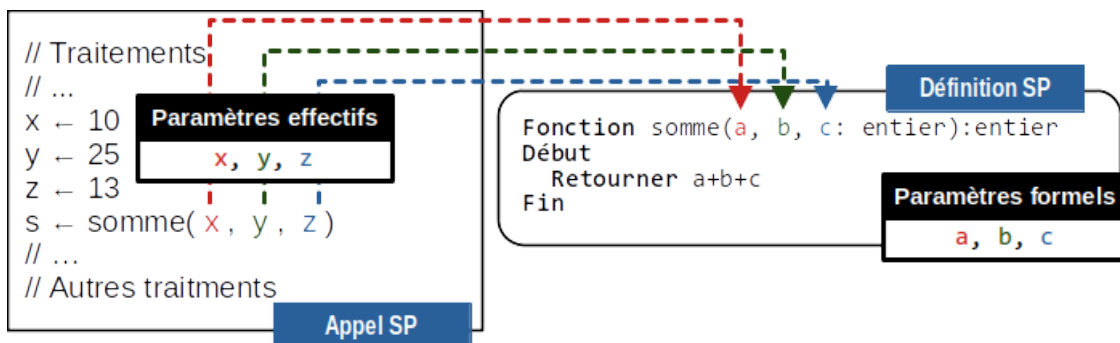 // Traitements
// ...
x ← 10
y ← 25
z ← 13
s ← somme( x , y , z )
// ...
// Autres traitments
Paramètres effectifs
x, y, z
Appel SP
Définition SP
Fonction somme(a, b, c: entier):entier
Début
Retourner a+b+c
Fin
Paramètres formels
a, b, c